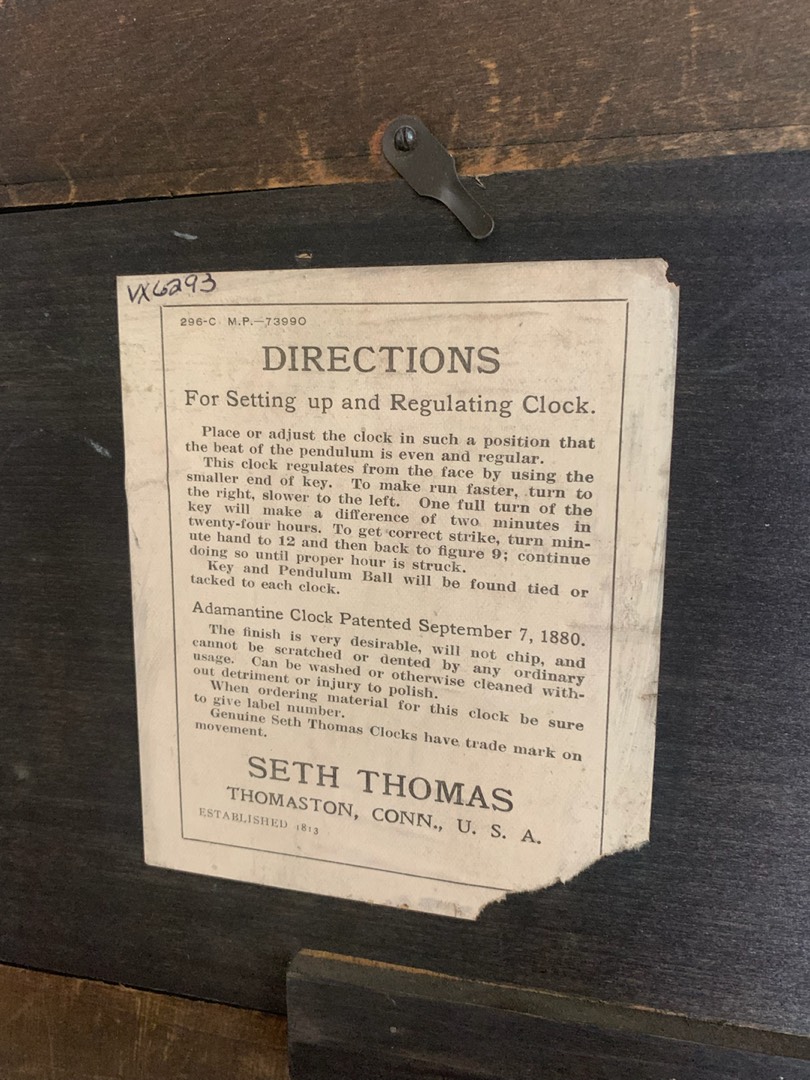 VX6293
296-C M.P.—73990
DIRECTIONS
For Setting up and Regulating Clock.
Place or adjust the clock in such a position that
the beat of the pendulum is even and regular.
This clock regulates from the face by using the
smaller end of key. To make run faster, turn to
the right, slower to the left. One full turn of the
key will make a difference of two minutes in
twenty-four hours. To get correct strike, turn min-
ute hand to 12 and then back to figure 9; continue
doing so until proper hour is struck.
Key and Pendulum Ball will be found tied or
tacked to each clock.
Adamantine Clock Patented September 7, 1880.
The finish is very desirable, will not chip, and
cannot be scratched or dented by any ordinary
usage. Can be washed or otherwise cleaned with-
out detriment or injury to polish.
When ordering material for this clock be sure
to give label number.
Genuine Seth Thomas Clocks have trade mark on
movement.
SETH THOMAS
THOMASTON, CONN., U. S. A.
ESTABLISHED 1813